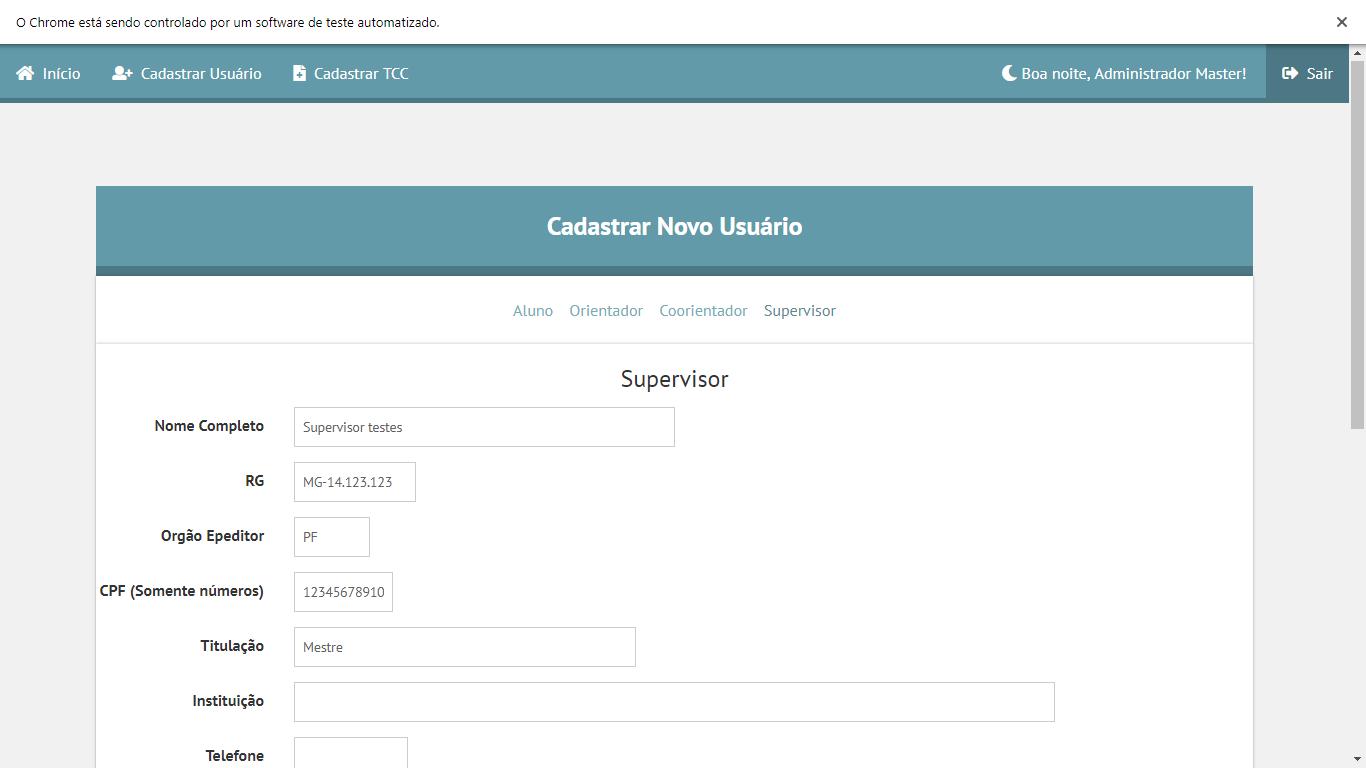 O Chrome está sendo controlado por um software de teste automatizado.
Início Cadastrar Usuário Cadastrar TCC Boa noite, Administrador Master! Sair
Cadastrar Novo Usuário
Aluno Orientador Coorientador Supervisor
Supervisor
Nome Completo Supervisor testes
RG MG-14.123.123
Orgão Epeditor PF
CPF (Somente números) 12345678910
Titulação Mestre
Instituição
Telefone